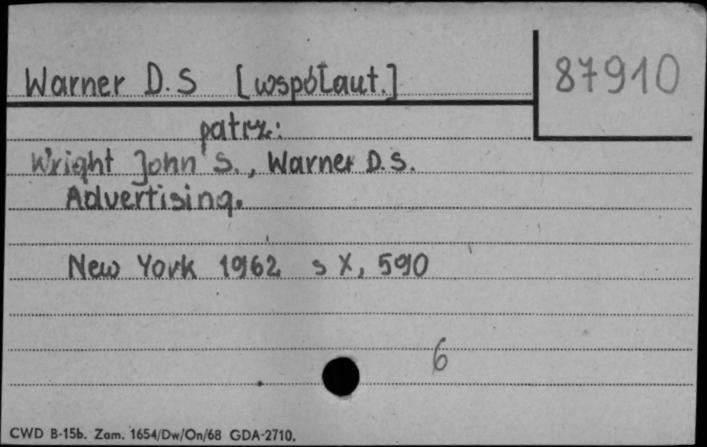 Warner D.S [współaut.]
87910
patrz:
Wright John S., Warner D.S.
Advertising.
New York 1962 s X, 590
6
CWD B-15b. Zam. 1654/Dw/On/68 GDA-2710.